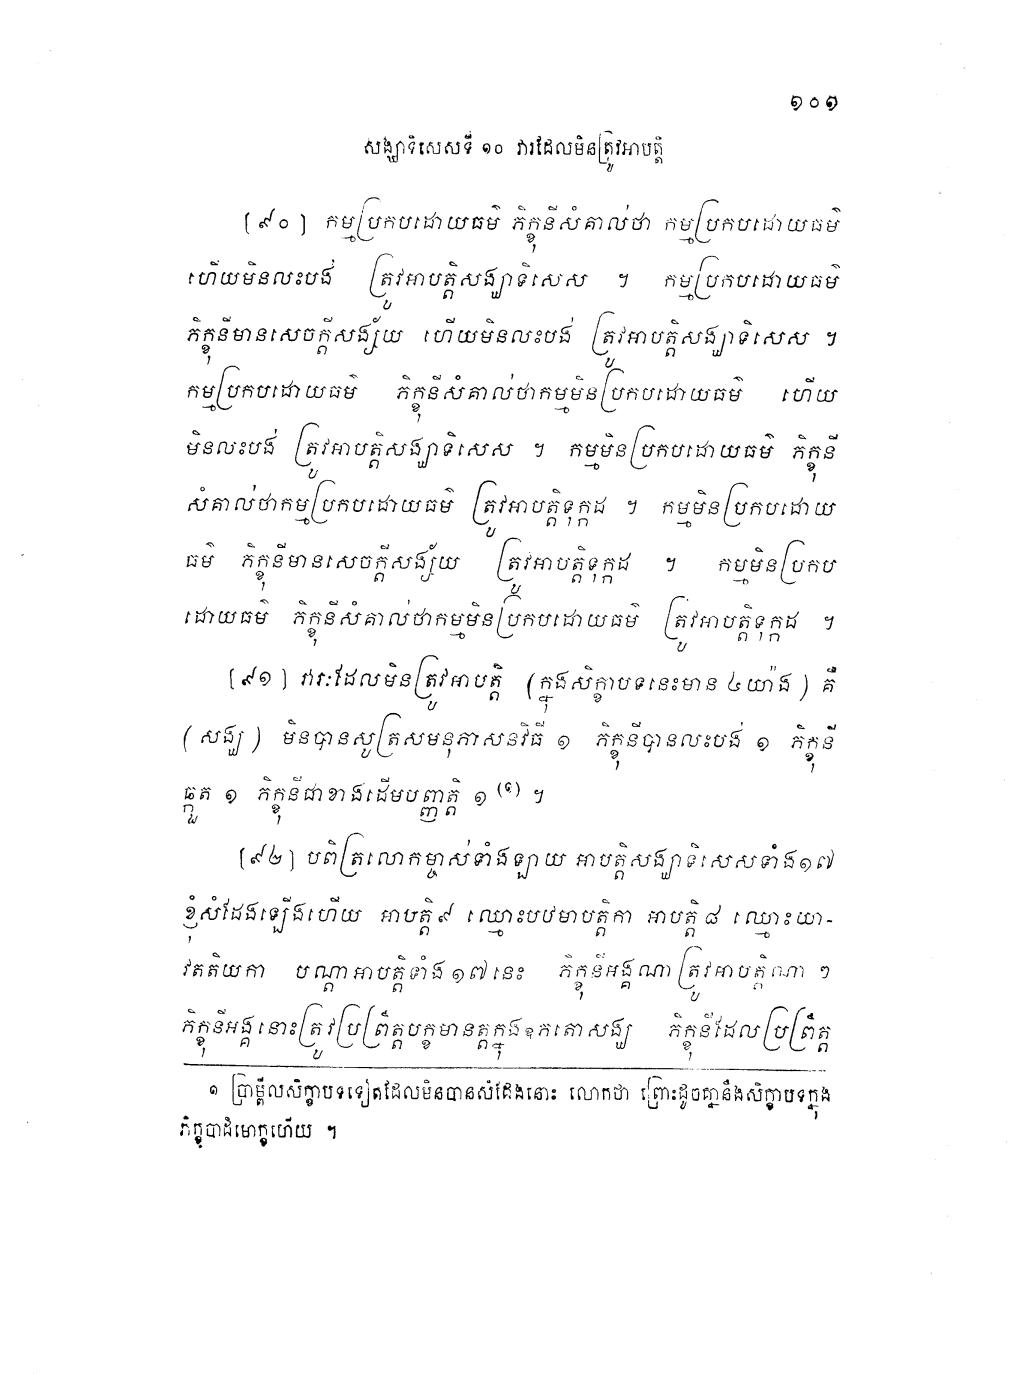 ១០១
សង្ឃាទិសេសទី ១០ វារដែលមិនត្រូវអាបត្តិ
[៩០] កម្មប្រកបដោយធម៌ ភិក្ខុនីសំគាល់ថា កម្មប្រកបដោយធម៌
ហើយមិនលះបង់ ត្រូវអាបត្តិសង្ឃាទិសេស ។ កម្មប្រកបដោយធម៌
ភិក្ខុនីមានសេចក្តីសង្ស័យ ហើយមិនលះបង់ ត្រូវអាបត្តិសង្ឃាទិសេស ។
កម្មប្រកបដោយធម៌ ភិក្ខុនីសំគាល់ថាកម្មមិនប្រកបដោយធម៌ ហើយ
មិនលះបង់ ត្រូវអាបត្តិសង្ឃាទិសេស ។ កម្មមិនប្រកបដោយធម៌ ភិក្ខុនី
សំគាល់ថាកម្មប្រកបដោយធម៌ ត្រូវអាបត្តិទុក្កដ ។ កម្មមិនប្រកបដោយ
ធម៌ ភិក្ខុនីមានសេចក្តីសង្ស័យ ត្រូវអាបត្តិទុក្កដ ។ កម្មមិនប្រកប
ដោយធម៌ ភិក្ខុនីសំគាល់ថាកម្មមិនប្រកបដោយធម៌ ត្រូវអាបត្តិទុក្កដ ។
[៩១] វារៈដែលមិនត្រូវអាបត្តិ (ក្នុងសិក្ខាបទនេះមាន ៤ យ៉ាង) គឺ
(សង្ឃ) មិនបានសូត្រសមនុភាសនវិធី ១ ភិក្ខុនីបានលះបង់ ១ ភិក្ខុនី
ឆ្កួត ១ ភិក្ខុនីជាខាងដើមបញ្ញាត្តិ ១ (១) ។
[៩២] បពិត្រលោកម្ចាស់ទាំងឡាយ អាបត្តិសង្ឃាទិសេសទាំង១៧
ខ្ញុំសំដែងឡើងហើយ អាបត្តិ៩ ឈ្មោះបឋមាបត្តិកា អាបត្តិ៨ ឈ្មោះយា-
វតតិយកា បណ្តាអាបត្តិទាំង១៧នេះ ភិក្ខុនីអង្គណាត្រូវអាបត្តិណា ១
ភិក្ខុនីអង្គនោះត្រូវប្រព្រឹត្តបក្ខមានត្តក្នុងឧភតោសង្ឃ ភិក្ខុនីដែលប្រព្រឹត្ត
១ ប្រាម្ពីលសិក្ខាបទទៀតដែលមិនបានសំដែងនោះ លោកថា ព្រោះដូចគ្នានឹងសិក្ខាបទក្នុង
ភិក្ខុបាដិមោក្ខហើយ ។